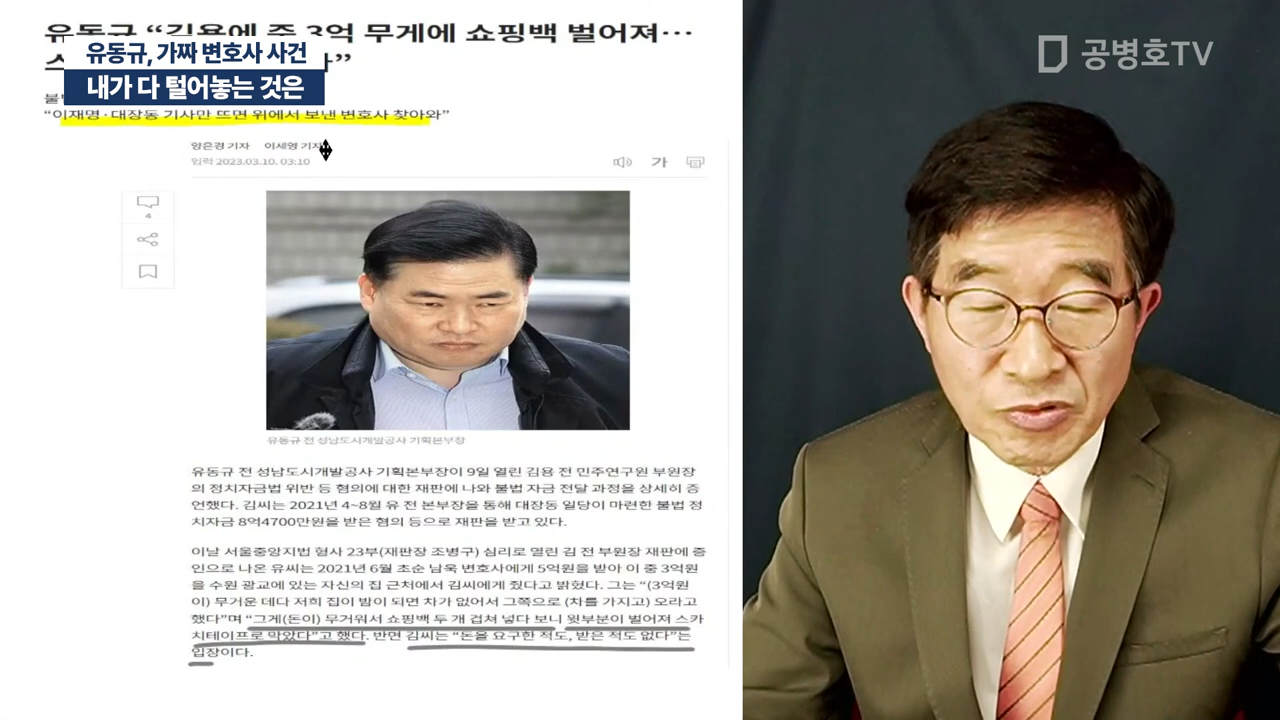 유동규 “김용에 준 3억 무게에 쇼핑백 벌어져…
유동규, 가짜 변호사 사건
내가 다 털어놓는 것은
공병호TV
“이재명·대장동 기사만 뜨면 위에서 보낸 변호사 찾아와”
양은경 기자 이세영 기자
입력 2023.03.10. 03:10
가
4
유동규 전 성남도시개발공사 기획본부장
유동규 전 성남도시개발공사 기획본부장이 9일 열린 김용 전 민주연구원 부원장
의 정치자금법 위반 등 혐의에 대한 재판에 나와 불법 자금 전달 과정을 상세히 증
언했다. 김씨는 2021년 4~8월 유 전 본부장을 통해 대장동 일당이 마련한 불법 정
치자금 8억4700만원을 받은 혐의 등으로 재판을 받고 있다.
이날 서울중앙지법 형사 23부(재판장 조병구) 심리로 열린 김 전 부원장 재판에 증
인으로 나온 유씨는 2021년 6월 초순 남욱 변호사에게 5억원을 받아 이 중 3억원
을 수원 광교에 있는 자신의 집 근처에서 김씨에게 줬다고 밝혔다. 그는 “(3억원
이) 무거운 데다 저희 집이 밤이 되면 차가 없어서 그쪽으로 (차를 가지고) 오라고
했다”며 “그게(돈이) 무거워서 쇼핑백 두 개 겹쳐 넣다 보니 윗부분이 벌어져 스카
치테이프로 막았다”고 했다. 반면 김씨는 “돈을 요구한 적도, 받은 적도 없다”는
입장이다.